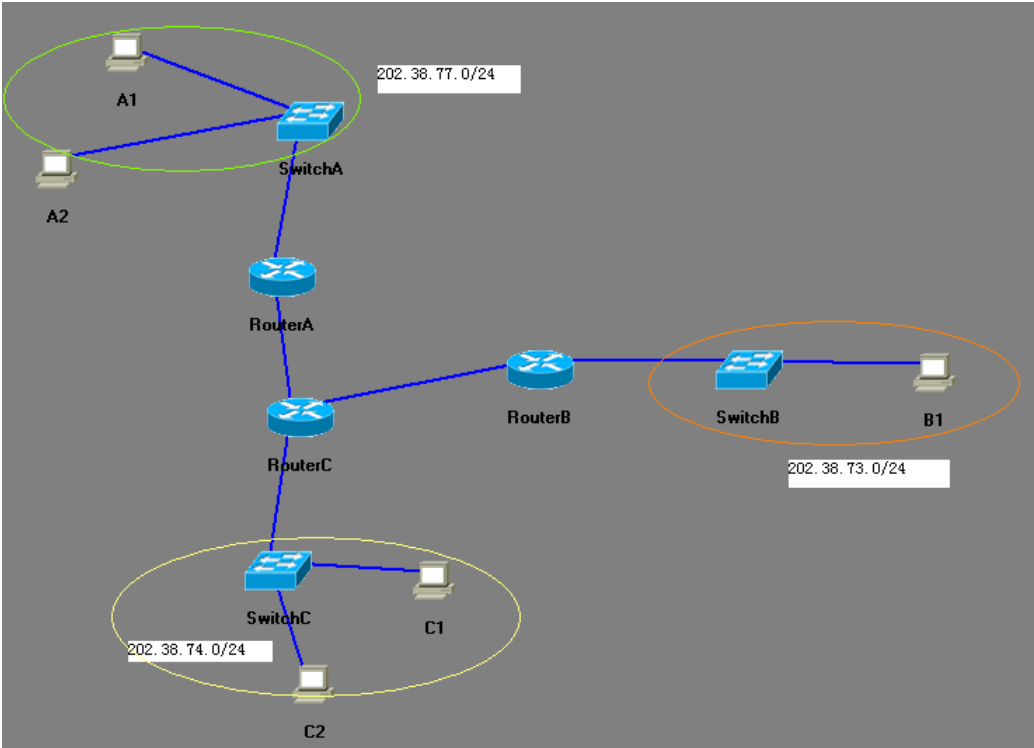 A1
202. 38. 77. 0/24
SwitchA
A2
RouterA
RouterB
SwitchB
B1
RouterC
202. 38. 73. 0/24
SwitchC
C1
202. 38. 74. 0/24
C2